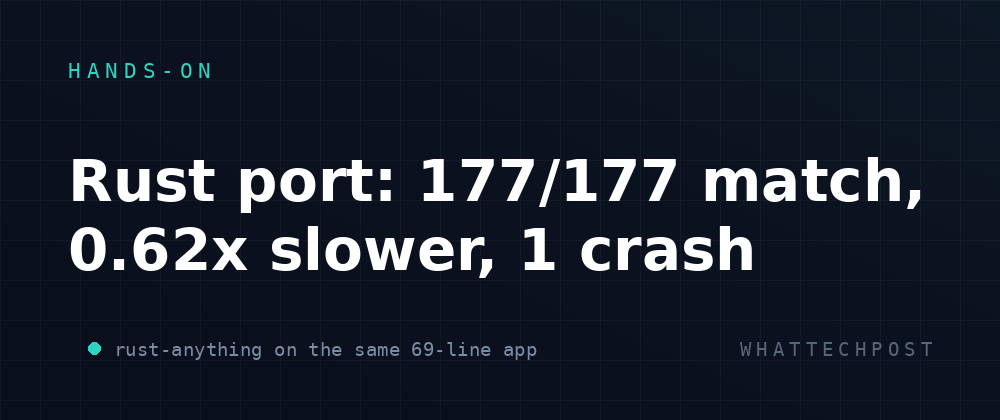 HANDS-ON
Rust port: 177/177 match,
0.62x slower, 1 crash
rust-anything on the same 69-line app
WHATTECHPOST